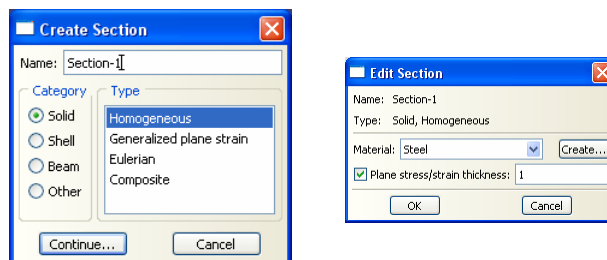 Create Section
Name: Section-1
Category
Type
Solid
Shell
Beam
Other
Homogeneous
Generalized plane strain
Eulerian
Composite
Continue...
Cancel
Edit Section
Name: Section-1
Type: Solid, Homogeneous
Material: Steel Create...
Plane stress/strain thickness: 1
OK
Cancel